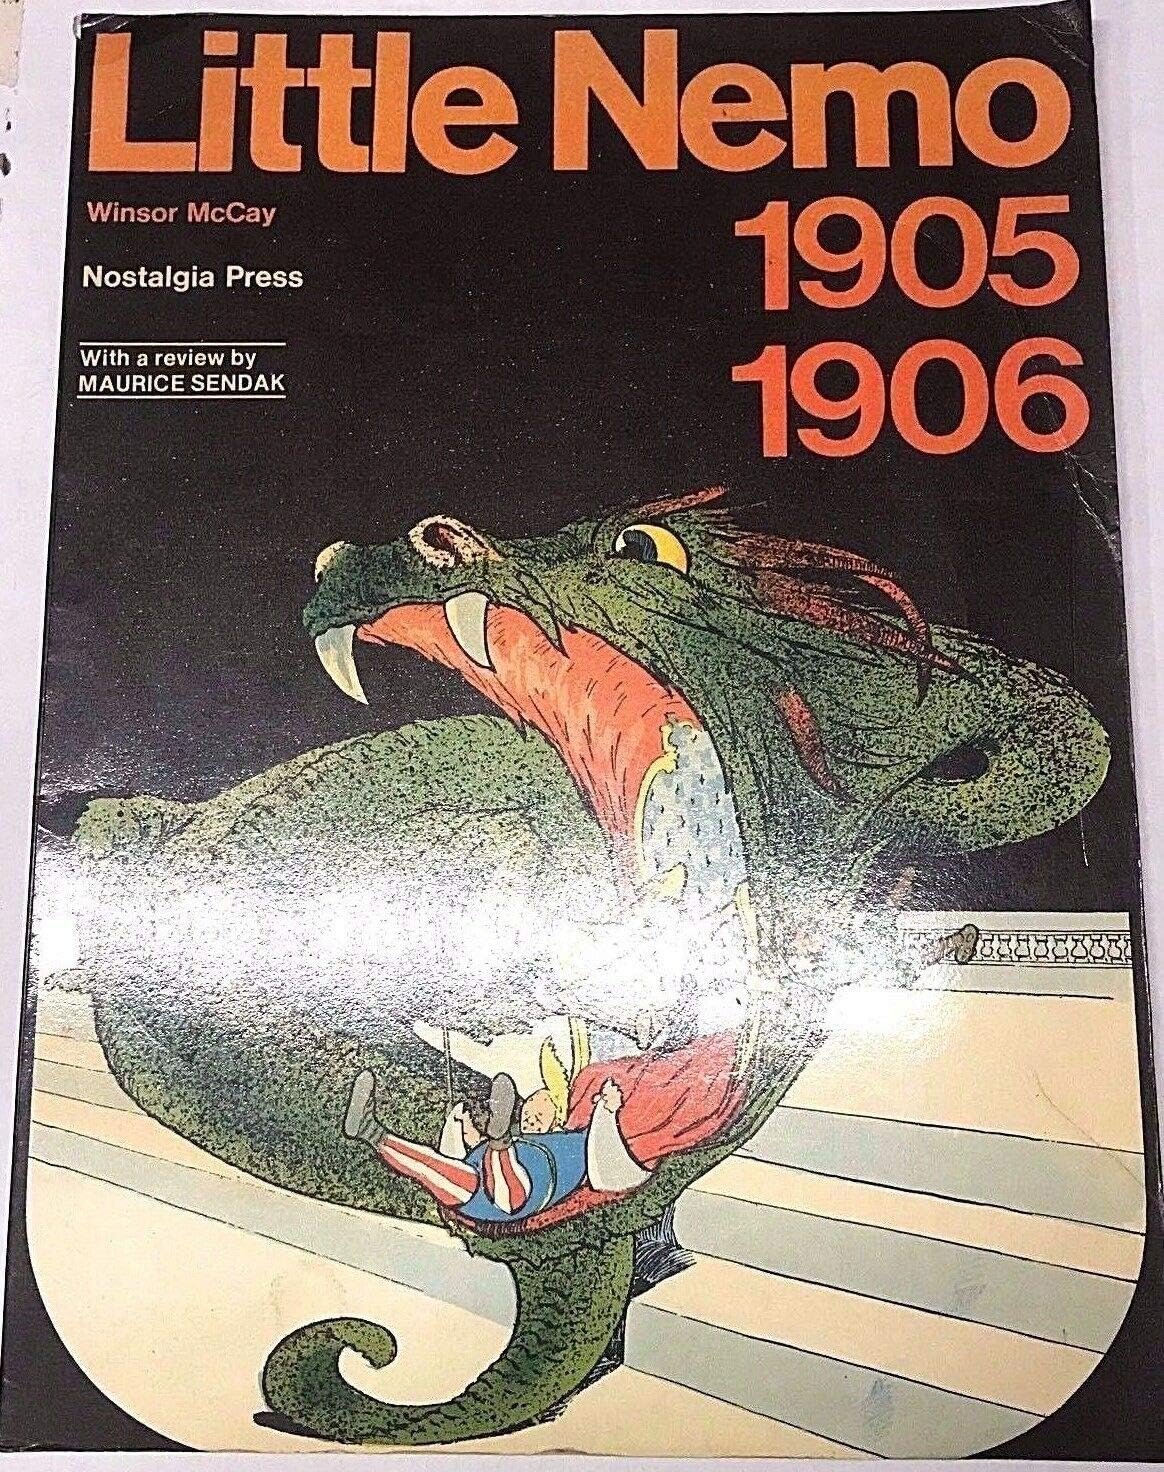 Little Nemo
1905
1906
Winsor McCay
Nostalgia Press
With a review by
MAURICE SENDAK